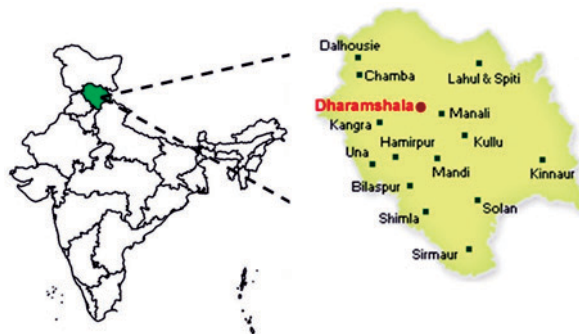 Dalhousie
Chamba
Lahul & Spiti
Dharamshala
Manali
Kangra
Kullu
Hamirpur
Una
Mandi
Kinnaur
Bilaspur
Solan
Shimla
Sirmaur